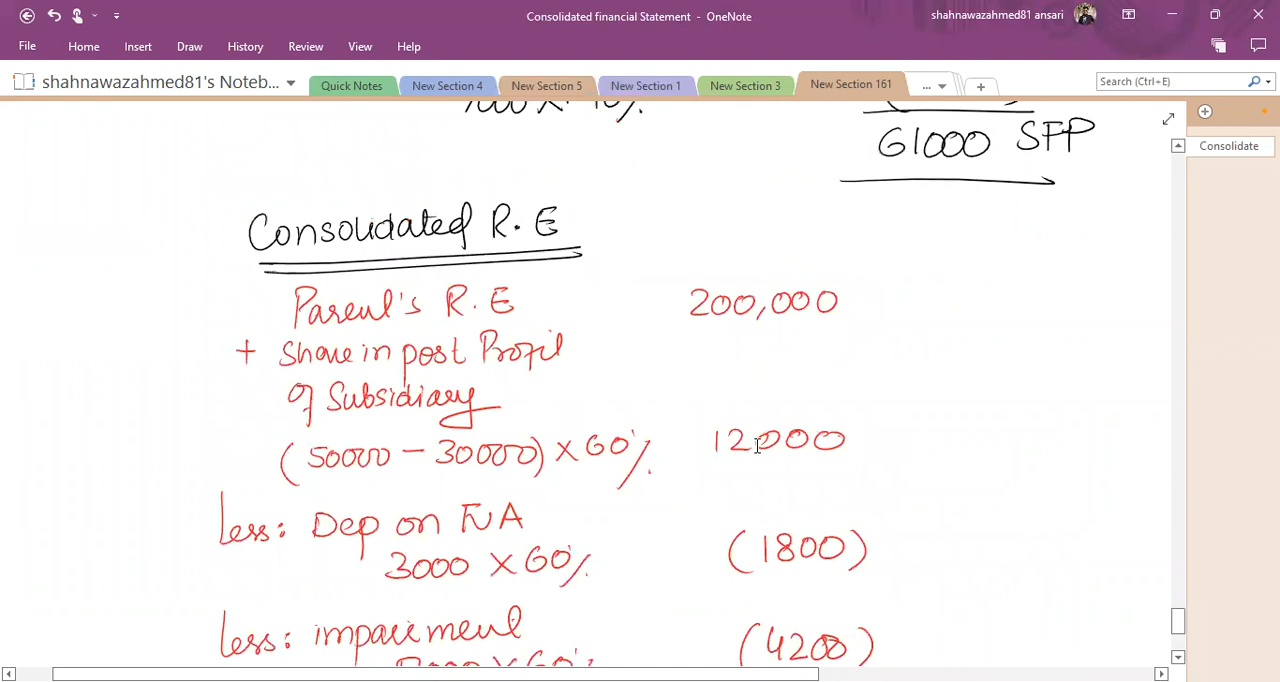 Consolidated financial Statement - OneNote
shahnawazahmed81 ansari
File Home Insert Draw History Review View Help
shahnawazahmed81's Noteb...
Quick Notes
New Section 4
New Section 5
New Section 1
New Section 3
New Section 161
...
Search (Ctrl+E)
Consolidate
61000 SFP
Consolidated R.E
Parent's R.E 200,000
+ Share in post Profit
of Subsidiary
(50000 - 30000) X 60% 12000
Less: Dep on FVA
3000 X 60% (1800)
Less: impairement (4200)
X 60%